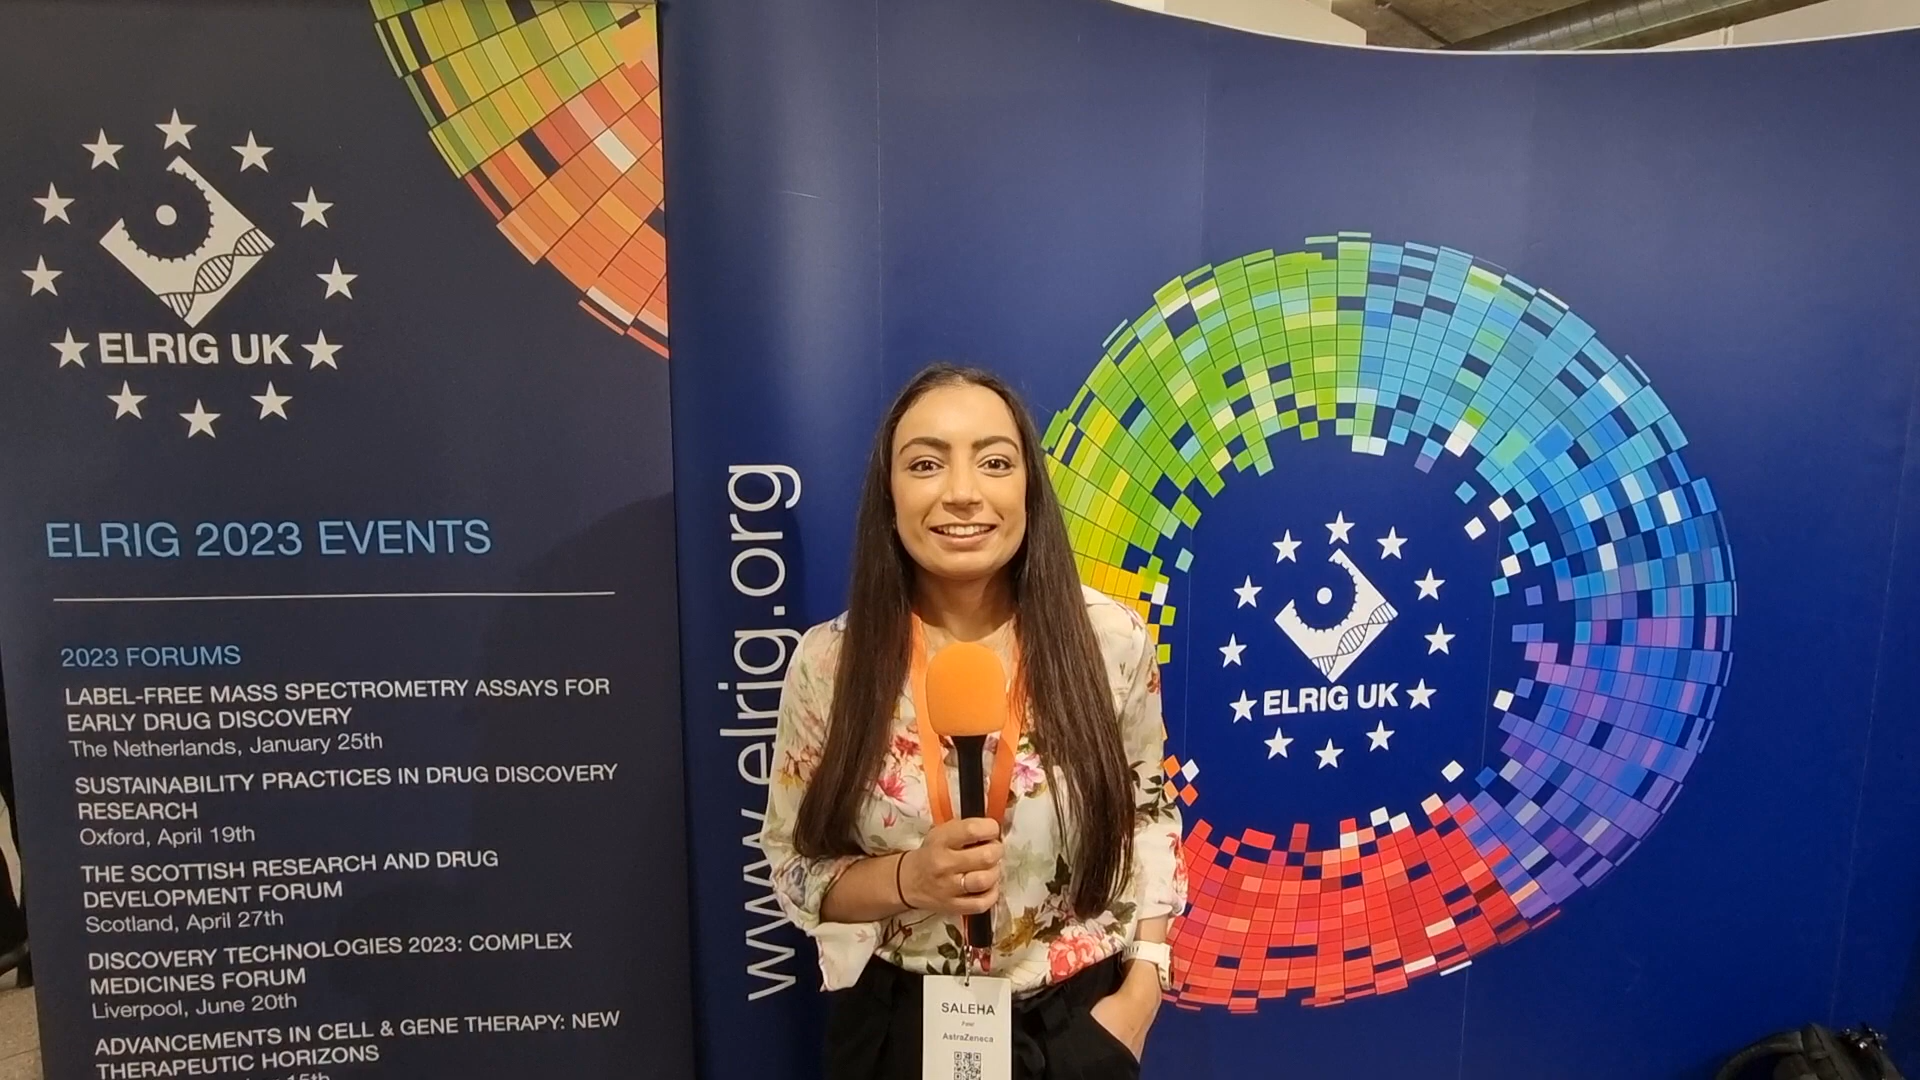 ELRIG UK
ELRIG 2023 EVENTS
2023 FORUMS
LABEL-FREE MASS SPECTROMETRY ASSAYS FOR
EARLY DRUG DISCOVERY
The Netherlands, January 25th
SUSTAINABILITY PRACTICES IN DRUG DISCOVERY
RESEARCH
Oxford, April 19th
THE SCOTTISH RESEARCH AND DRUG
DEVELOPMENT FORUM
Scotland, April 27th
DISCOVERY TECHNOLOGIES 2023: COMPLEX
MEDICINES FORUM
Liverpool, June 20th
ADVANCEMENTS IN CELL & GENE THERAPY: NEW
THERAPEUTIC HORIZONS
15th
www.elrig.org
ELRIG UK
SALEHA
AstraZeneca